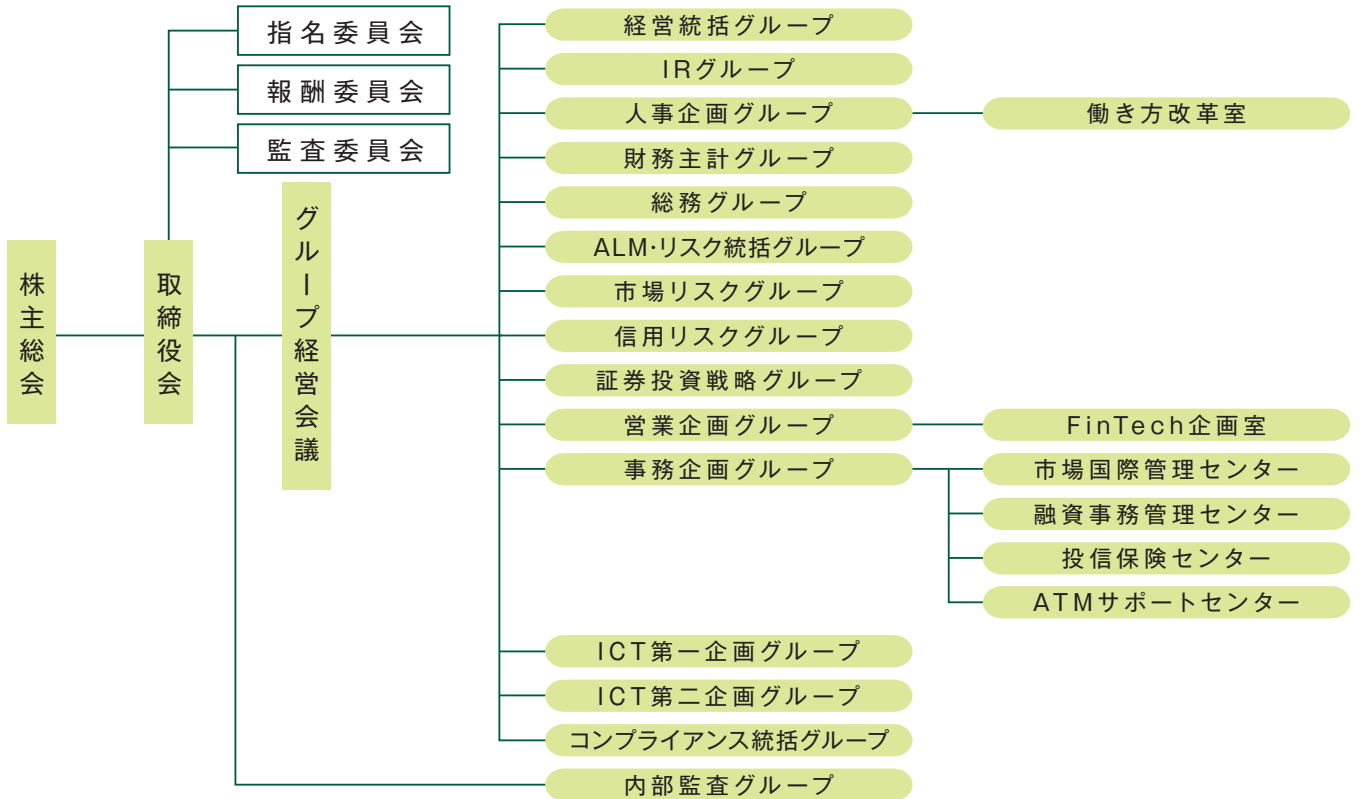 指名委員会
報酬委員会
監査委員会
株主総会
取締役会
グループ経営会議
経営統括グループ
IRグループ
人事企画グループ
働き方改革室
財務主計グループ
総務グループ
ALM・リスク統括グループ
市場リスクグループ
信用リスクグループ
証券投資戦略グループ
営業企画グループ
FinTech企画室
事務企画グループ
市場国際管理センター
融資事務管理センター
投信保険センター
ATMサポートセンター
ICT第一企画グループ
ICT第二企画グループ
コンプライアンス統括グループ
内部監査グループ